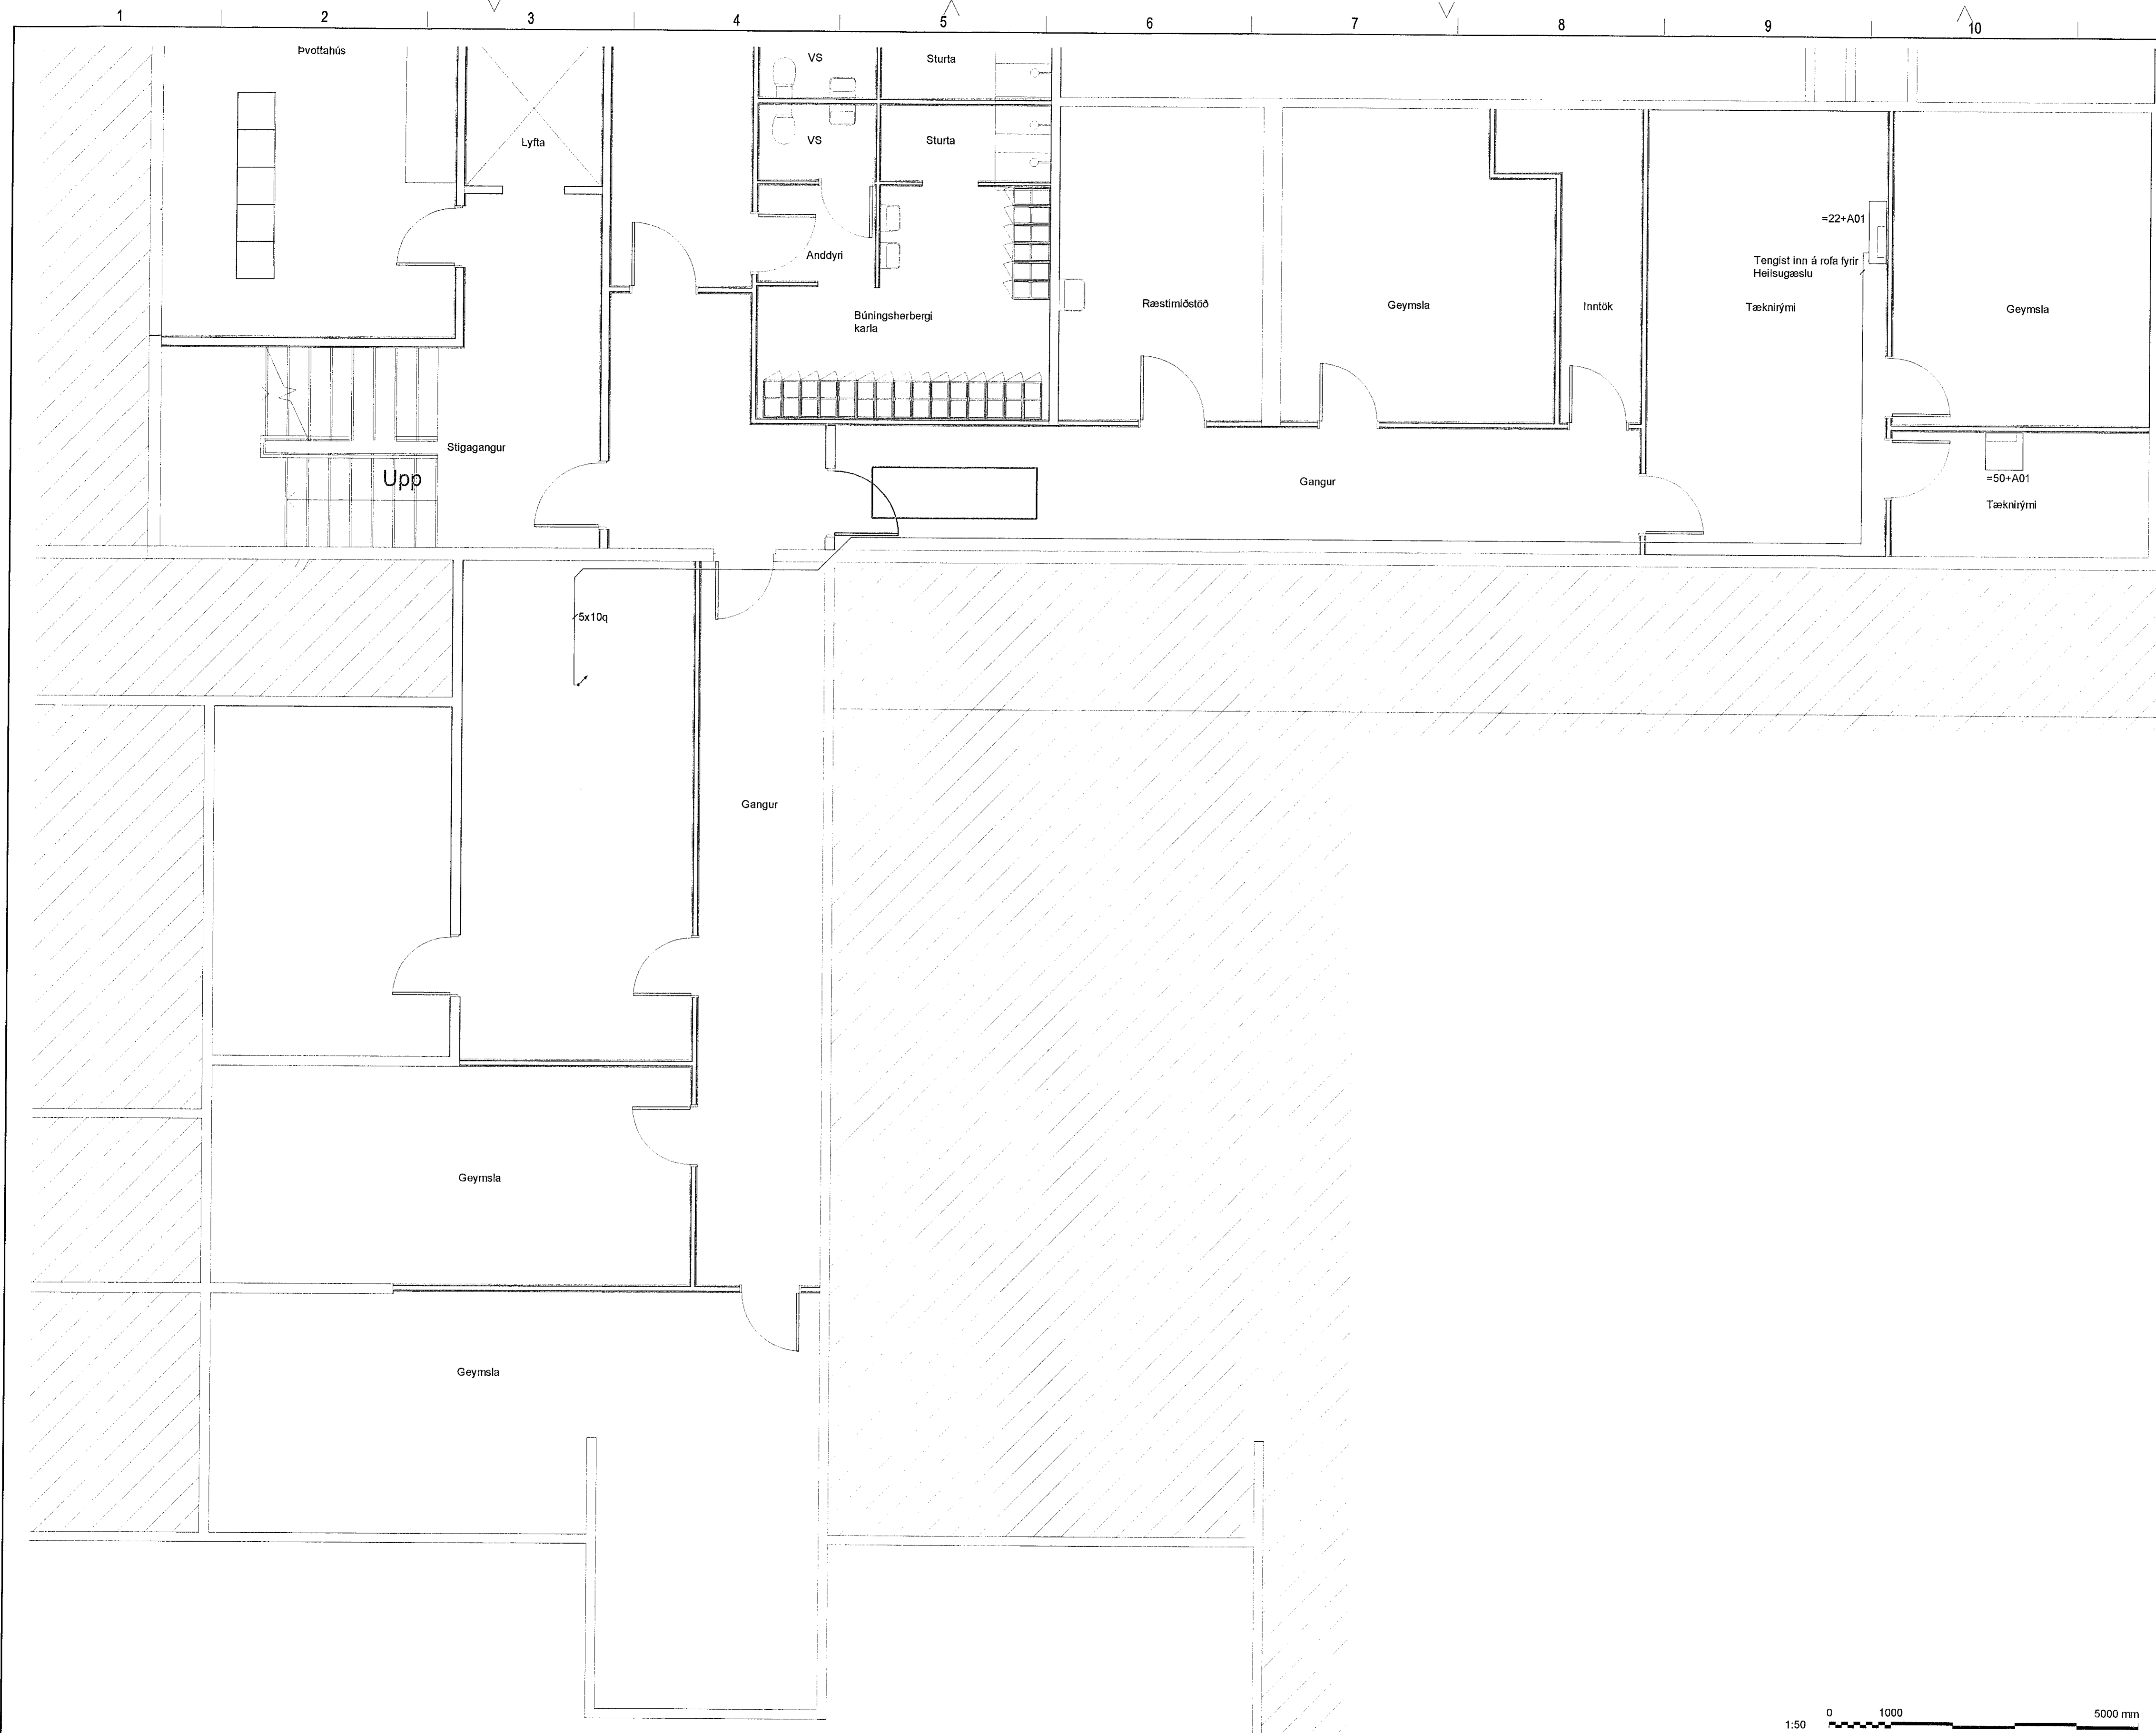 1 2 3 4 5 6 7 8 9 10
Þvottahús
VS
Sturta
Lyfta
VS
Sturta
=22+A01
Anddyri
Tengist inn á rofa fyrir
Heilsugæslu
Búningsherbergi
karla
Ræstimiðstöð
Geymsla
Inntök
Tæknirými
Geymsla
Stigagangur
Upp
Gangur
=50+A01
Tæknirými
5x10q
Gangur
Geymsla
Geymsla
1:50
0 1000 5000 mm